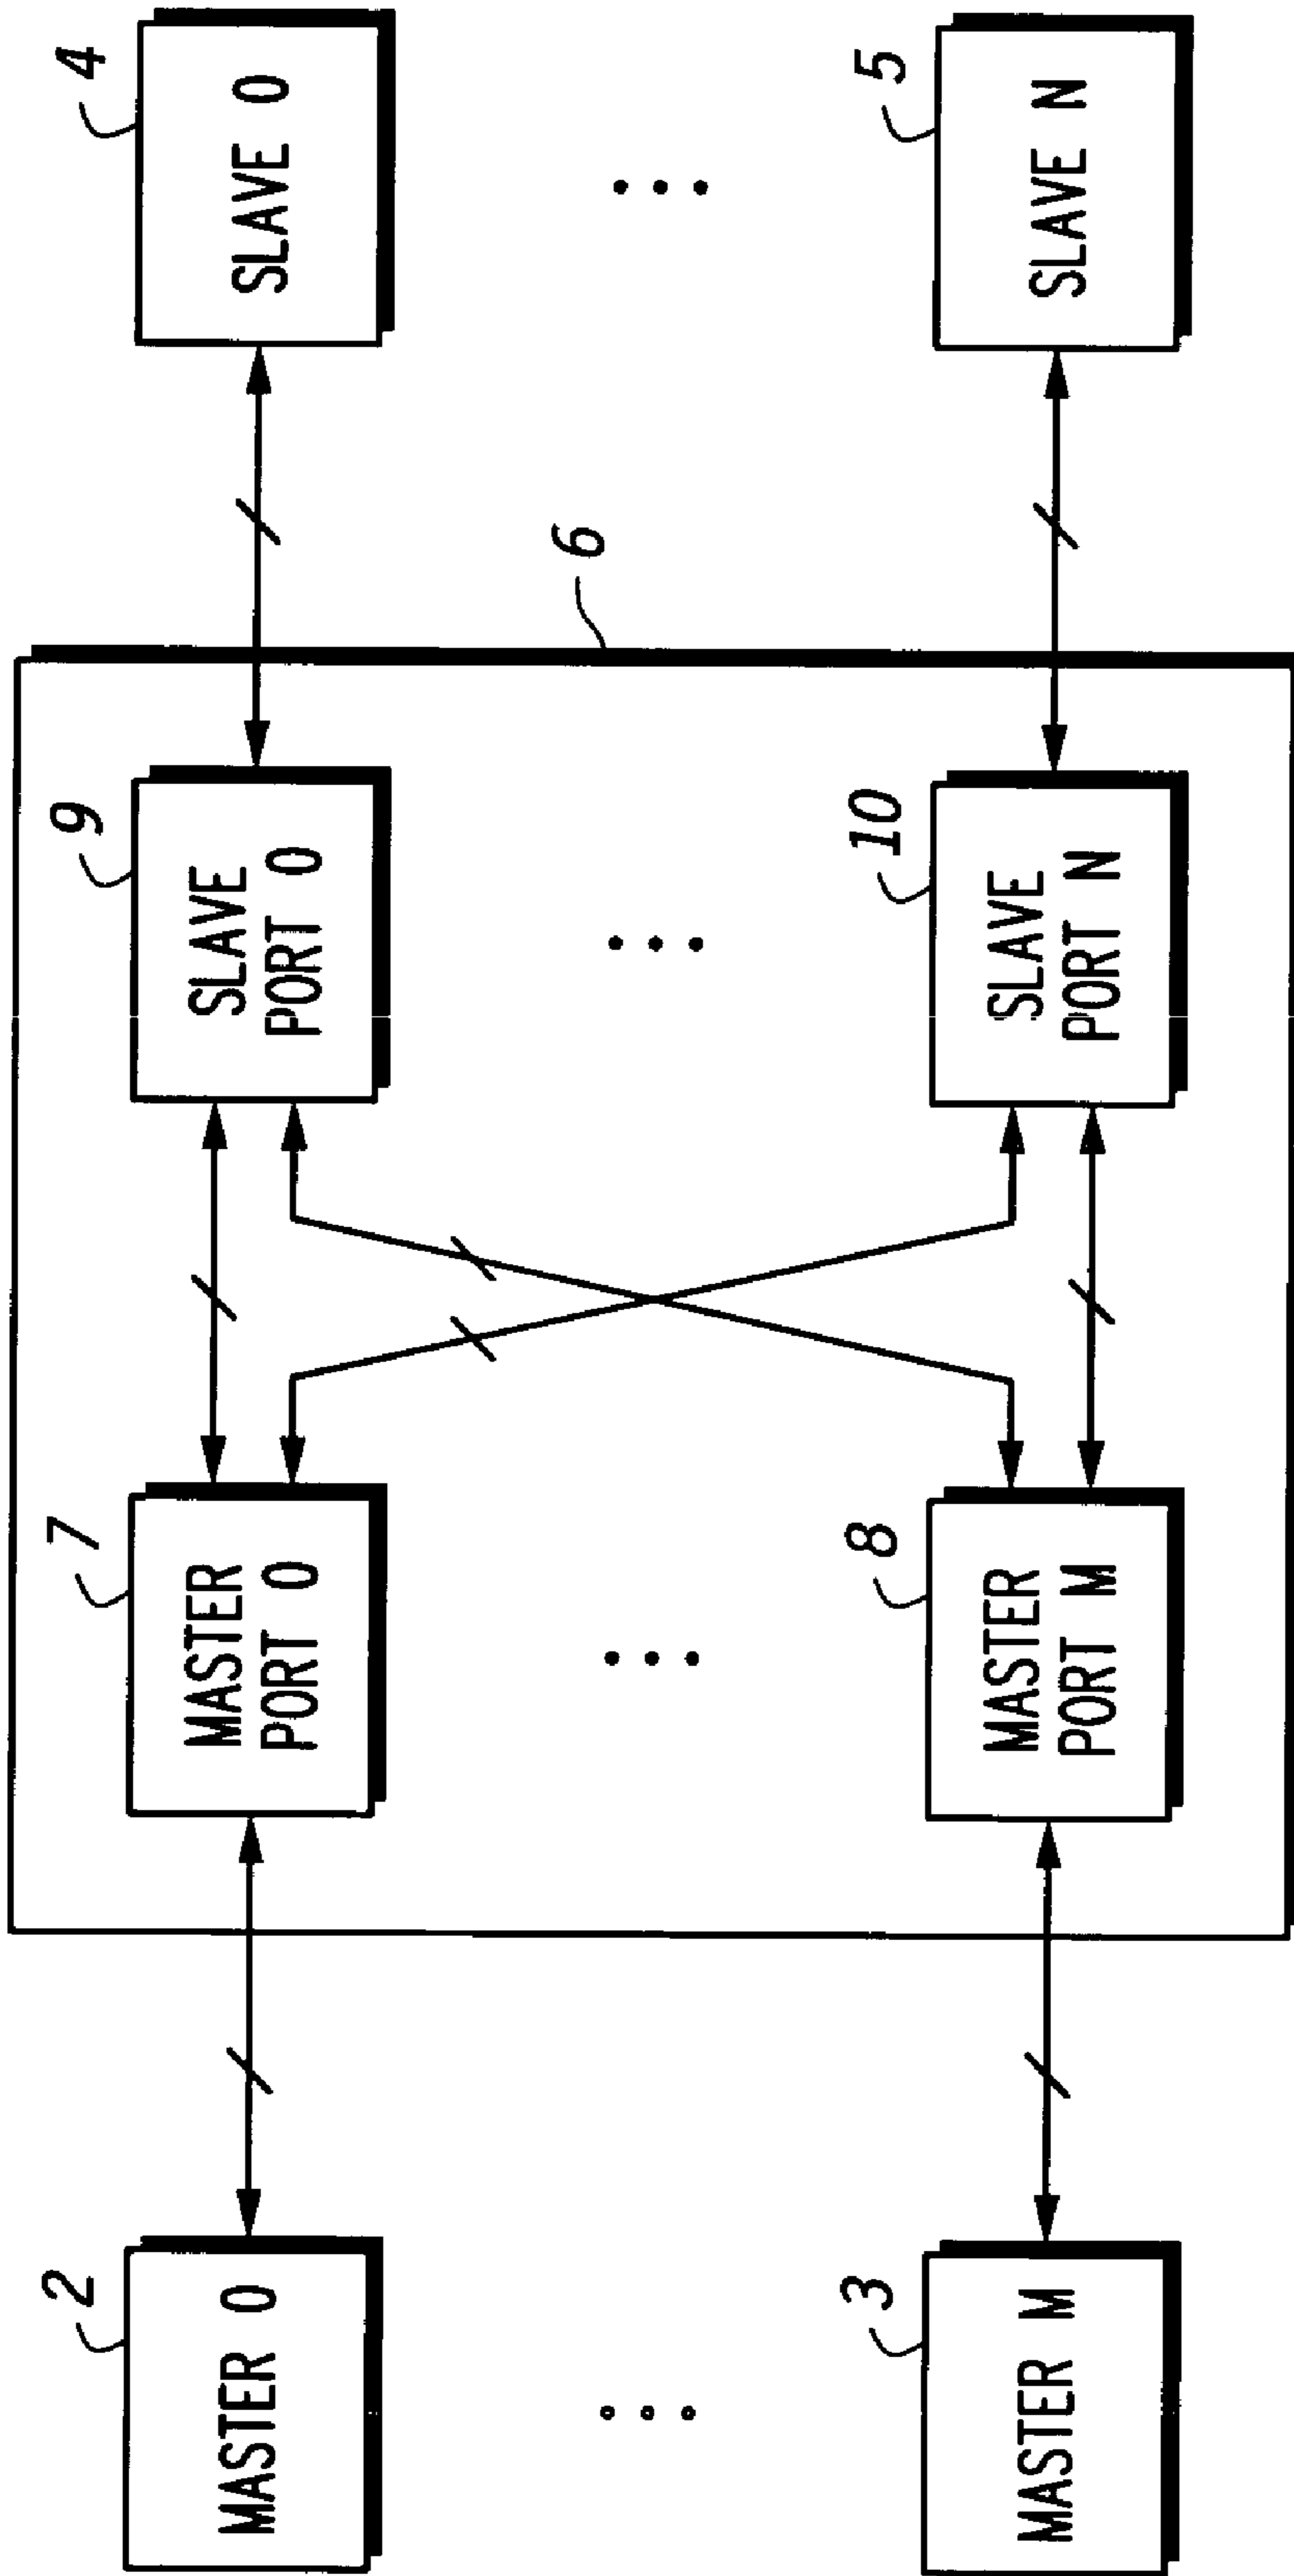 2
MASTER 0
3
MASTER M
6
7
MASTER
PORT 0
8
MASTER
PORT M
9
SLAVE
PORT 0
10
SLAVE
PORT N
4
SLAVE 0
5
SLAVE N